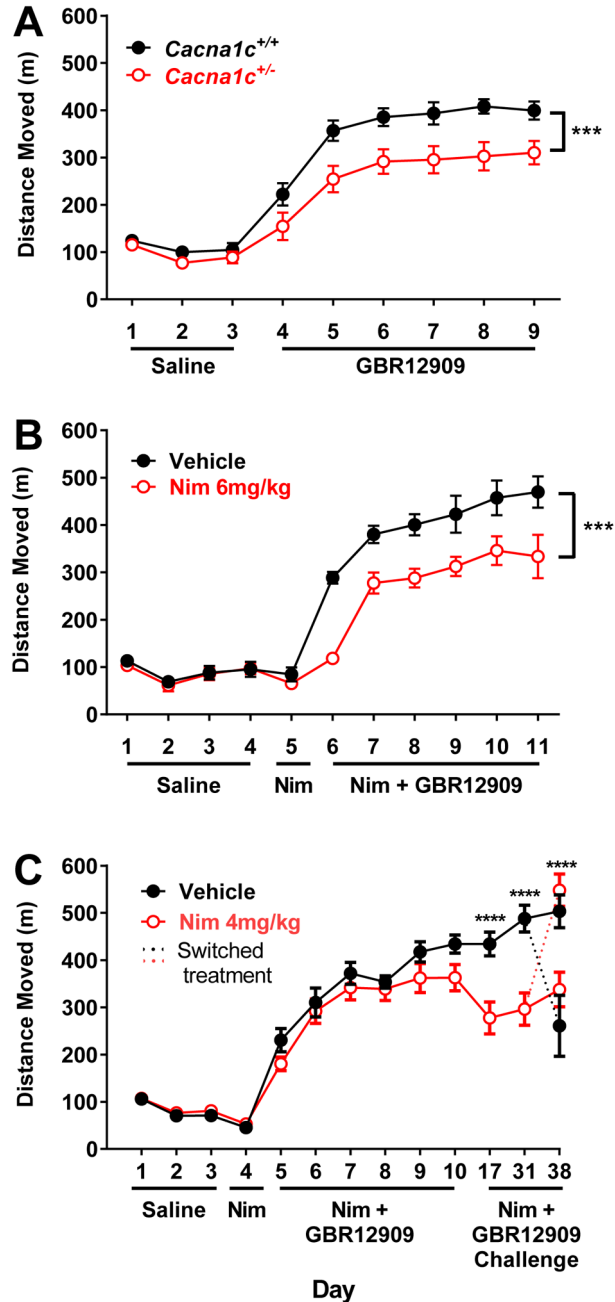 A
600
500
400
300
200
100
0
Distance Moved (m)
Cacna1c+/+
Cacna1c+/-
***
1 2 3 4 5 6 7 8 9
Saline GBR12909
B
600
500
400
300
200
100
0
Distance Moved (m)
Vehicle
Nim 6mg/kg
***
1 2 3 4 5 6 7 8 9 10 11
Saline Nim Nim + GBR12909
C
600
500
400
300
200
100
0
Distance Moved (m)
Vehicle
Nim 4mg/kg
Switched
treatment
**** **** ****
1 2 3 4 5 6 7 8 9 10 17 31 38
Saline Nim Nim + Nim +
GBR12909 GBR12909
Challenge
Day